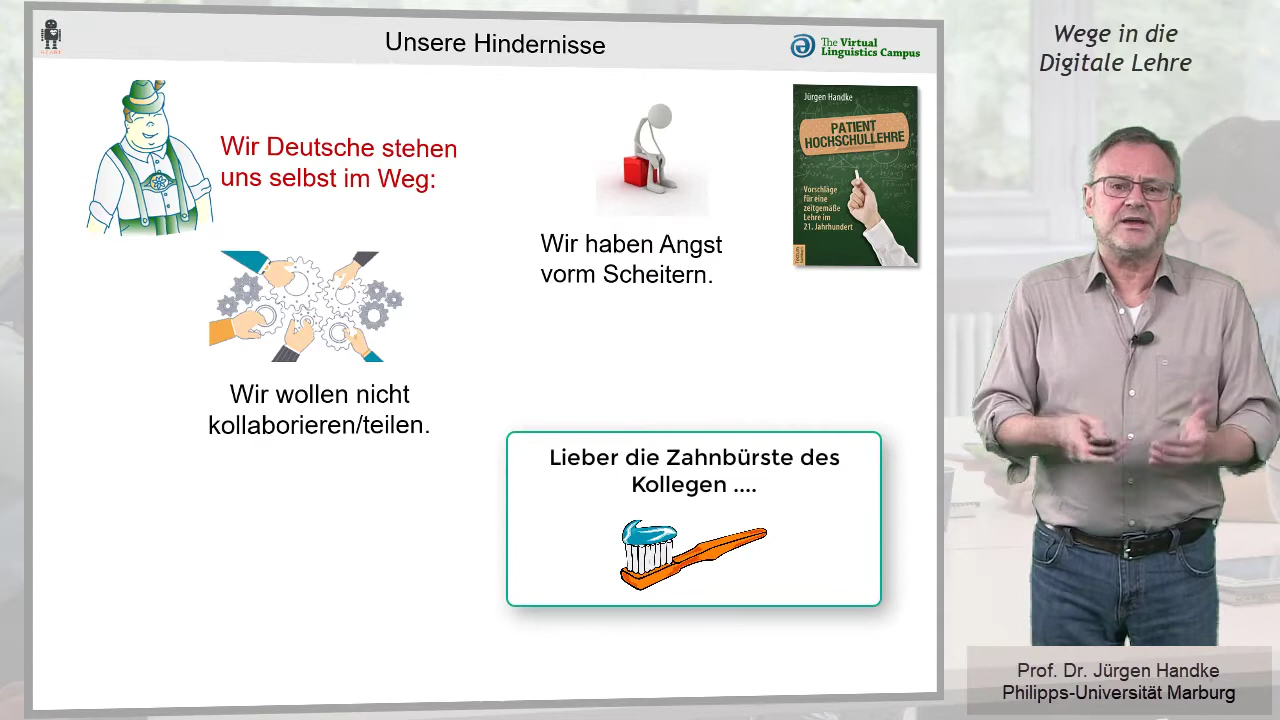 Unsere Hindernisse
The Virtual
Linguistics Campus
Wege in die
Digitale Lehre
Wir Deutsche stehen
uns selbst im Weg:
Wir haben Angst
vorm Scheitern.
Jürgen Handke
PATIENT
HOCHSCHULLEHRE
Vorschläge
für eine
zeitgemäße
Lehre im
21. Jahrhundert
Wir wollen nicht
kollaborieren/teilen.
Lieber die Zahnbürste des
Kollegen ....
Prof. Dr. Jürgen Handke
Philipps-Universität Marburg